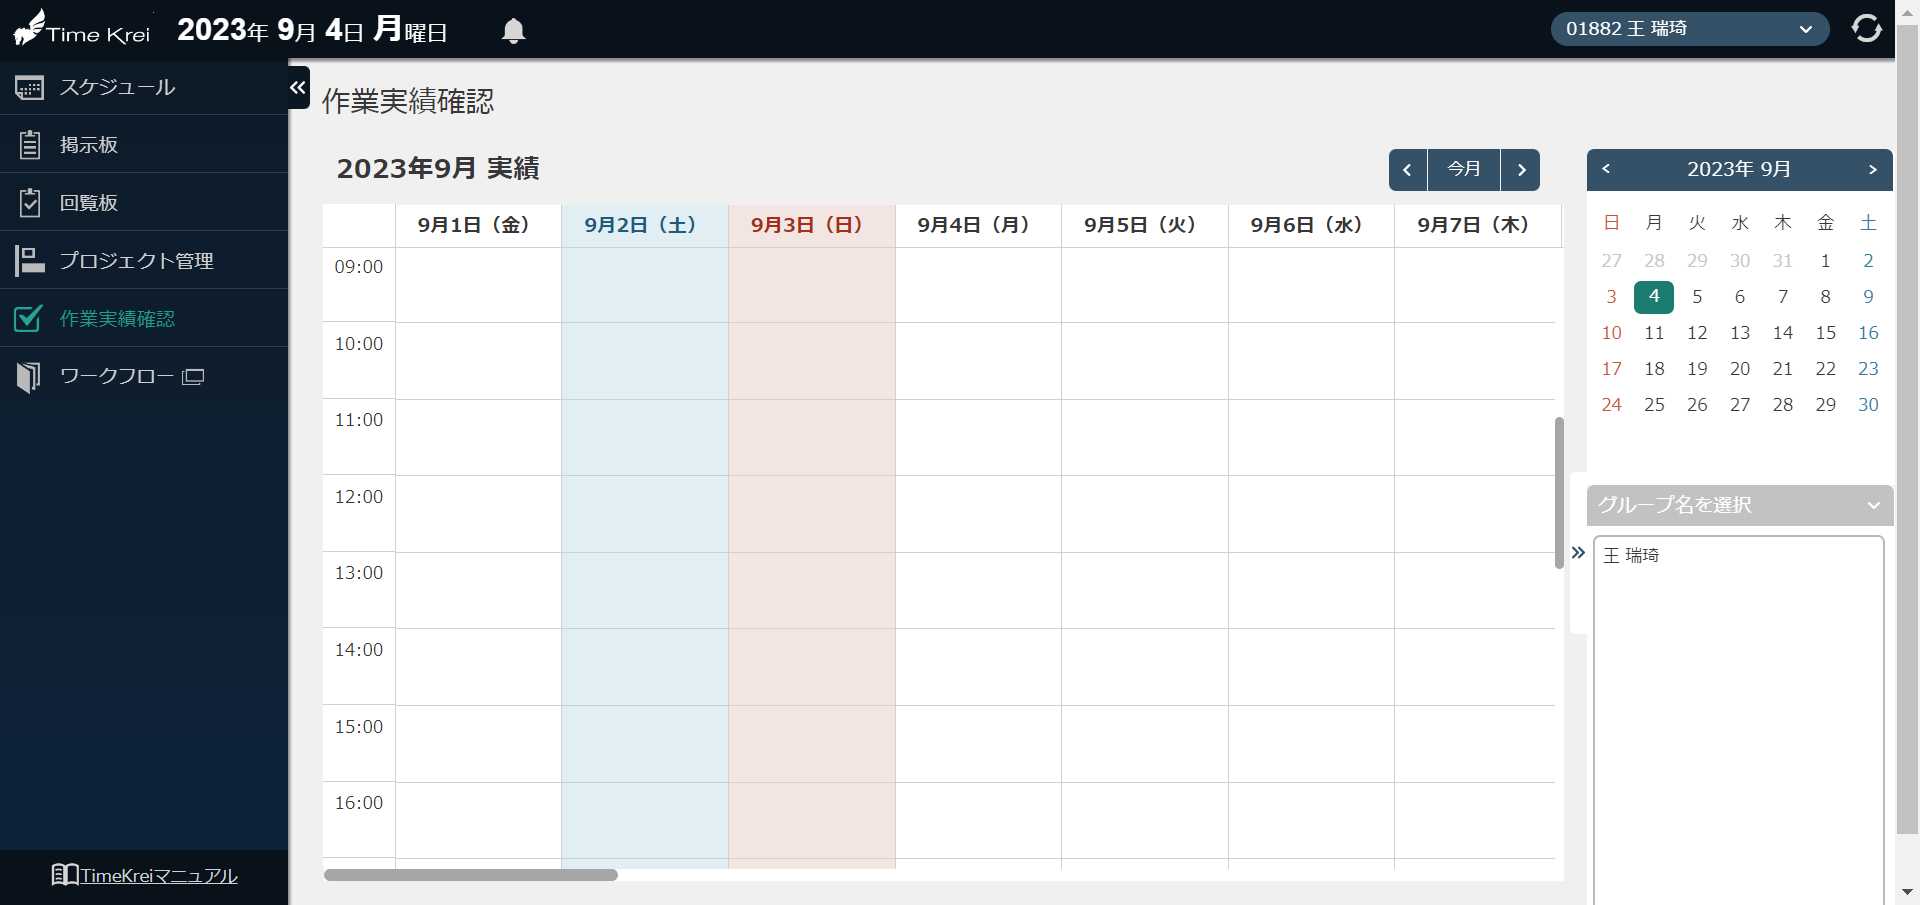 Time Krei
2023年 9月 4日 月曜日
01882 王 瑞琦
スケジュール
掲示板
回覧板
プロジェクト管理
作業実績確認
ワークフロー
TimeKreiマニュアル
作業実績確認
2023年9月 実績
今月
9月1日（金） 9月2日（土） 9月3日（日） 9月4日（月） 9月5日（火） 9月6日（水） 9月7日（木）
09:00
10:00
11:00
12:00
13:00
14:00
15:00
16:00
2023年 9月
日 月 火 水 木 金 土
27 28 29 30 31 1 2
3 4 5 6 7 8 9
10 11 12 13 14 15 16
17 18 19 20 21 22 23
24 25 26 27 28 29 30
グループ名を選択
王 瑞琦